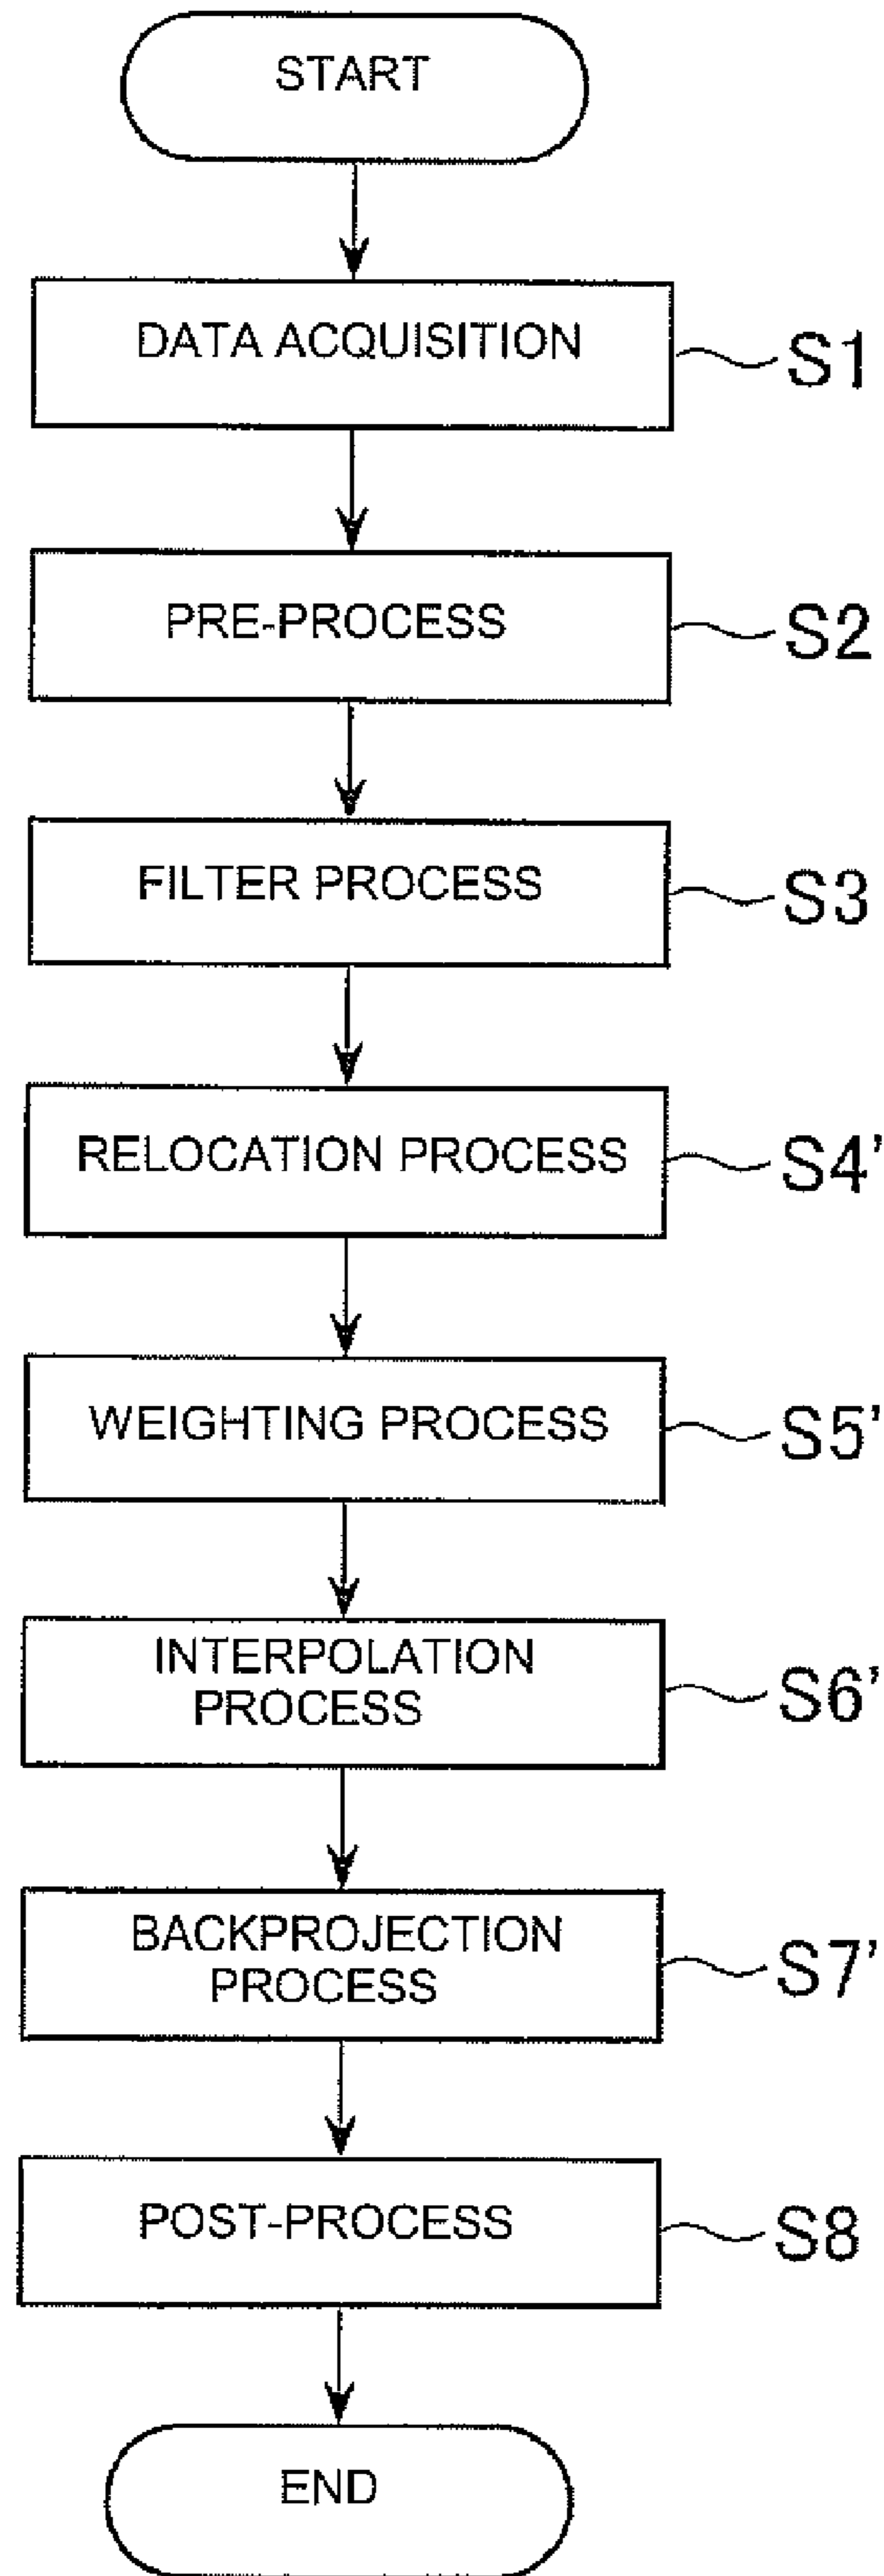 START
DATA ACQUISITION
S1
PRE-PROCESS
S2
FILTER PROCESS
S3
RELOCATION PROCESS
S4'
WEIGHTING PROCESS
S5'
INTERPOLATION
PROCESS
S6'
BACKPROJECTION
PROCESS
S7'
POST-PROCESS
S8
END